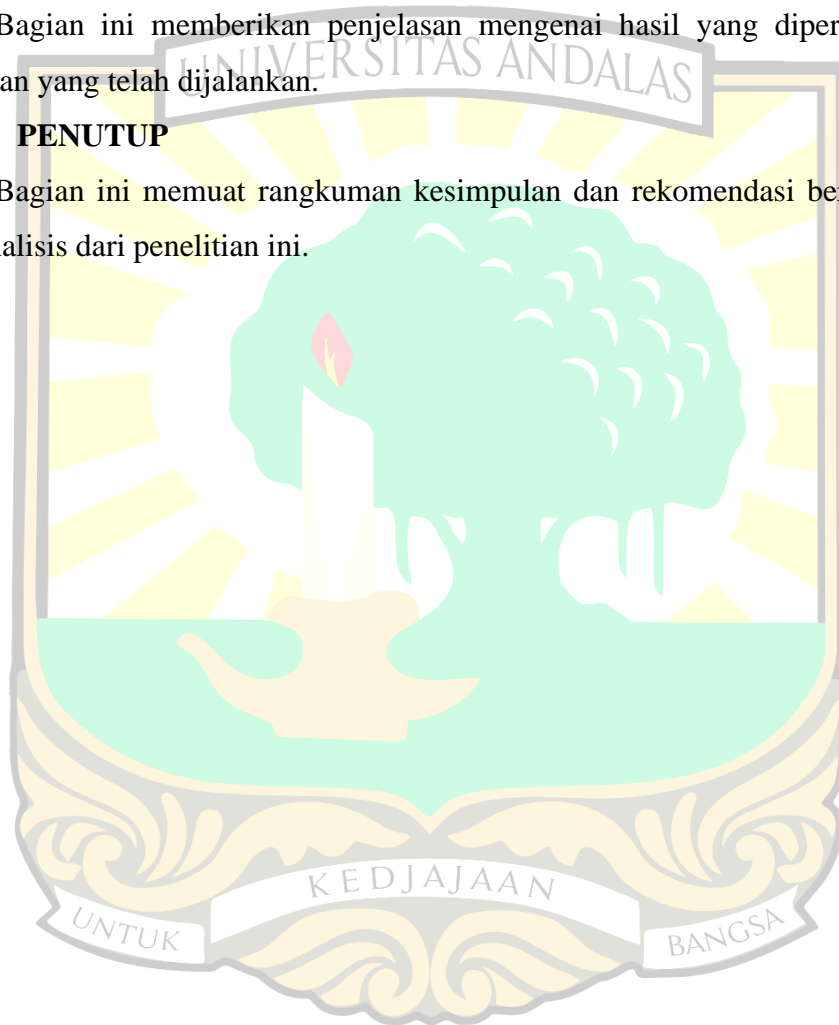 Bagian ini memberikan penjelasan mengenai hasil yang diper
an yang telah dijalankan.
PENUTUP
Bagian ini memuat rangkuman kesimpulan dan rekomendasi be
alisis dari penelitian ini.
UNIVERSITAS ANDALAS
KEDJAJAAN
UNTUK
BANGSA